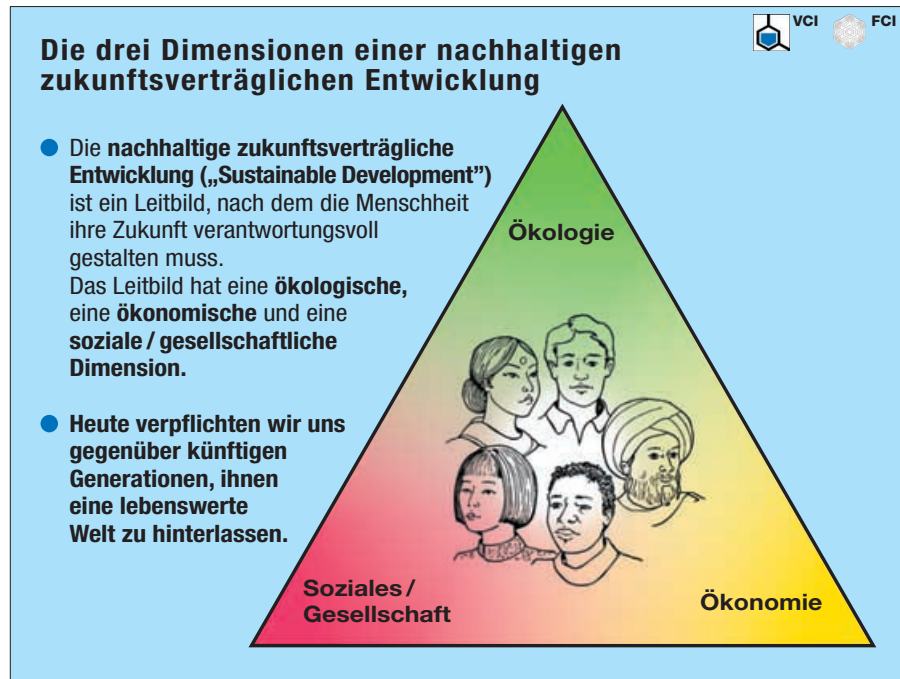 VCI
FCI
Die drei Dimensionen einer nachhaltigen
zukunftsverträglichen Entwicklung
● Die nachhaltige zukunftsverträgliche
Entwicklung („Sustainable Development”)
ist ein Leitbild, nach dem die Menschheit
ihre Zukunft verantwortungsvoll
gestalten muss.
Das Leitbild hat eine ökologische,
eine ökonomische und eine
soziale / gesellschaftliche
Dimension.
● Heute verpflichten wir uns
gegenüber künftigen
Generationen, ihnen
eine lebenswerte
Welt zu hinterlassen.
Ökologie
Soziales /
Gesellschaft
Ökonomie